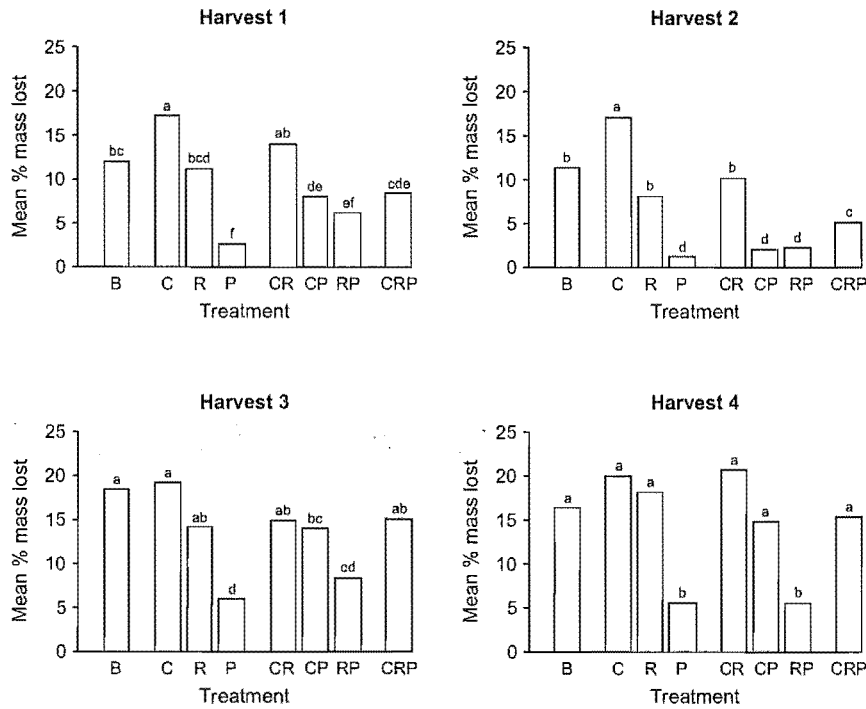 Harvest 1
Mean % mass lost
25
20
15
10
5
0
bc
a
bcd
f
ab
de
ef
cde
B C R P CR CP RP CRP
Treatment
Harvest 2
Mean % mass lost
25
20
15
10
5
0
b
a
b
d
b
d
d
c
B C R P CR CP RP CRP
Treatment
Harvest 3
Mean % mass lost
25
20
15
10
5
0
a
a
ab
d
ab
bc
cd
ab
B C R P CR CP RP CRP
Treatment
Harvest 4
Mean % mass lost
25
20
15
10
5
0
a
a
a
b
a
a
b
a
B C R P CR CP RP CRP
Treatment